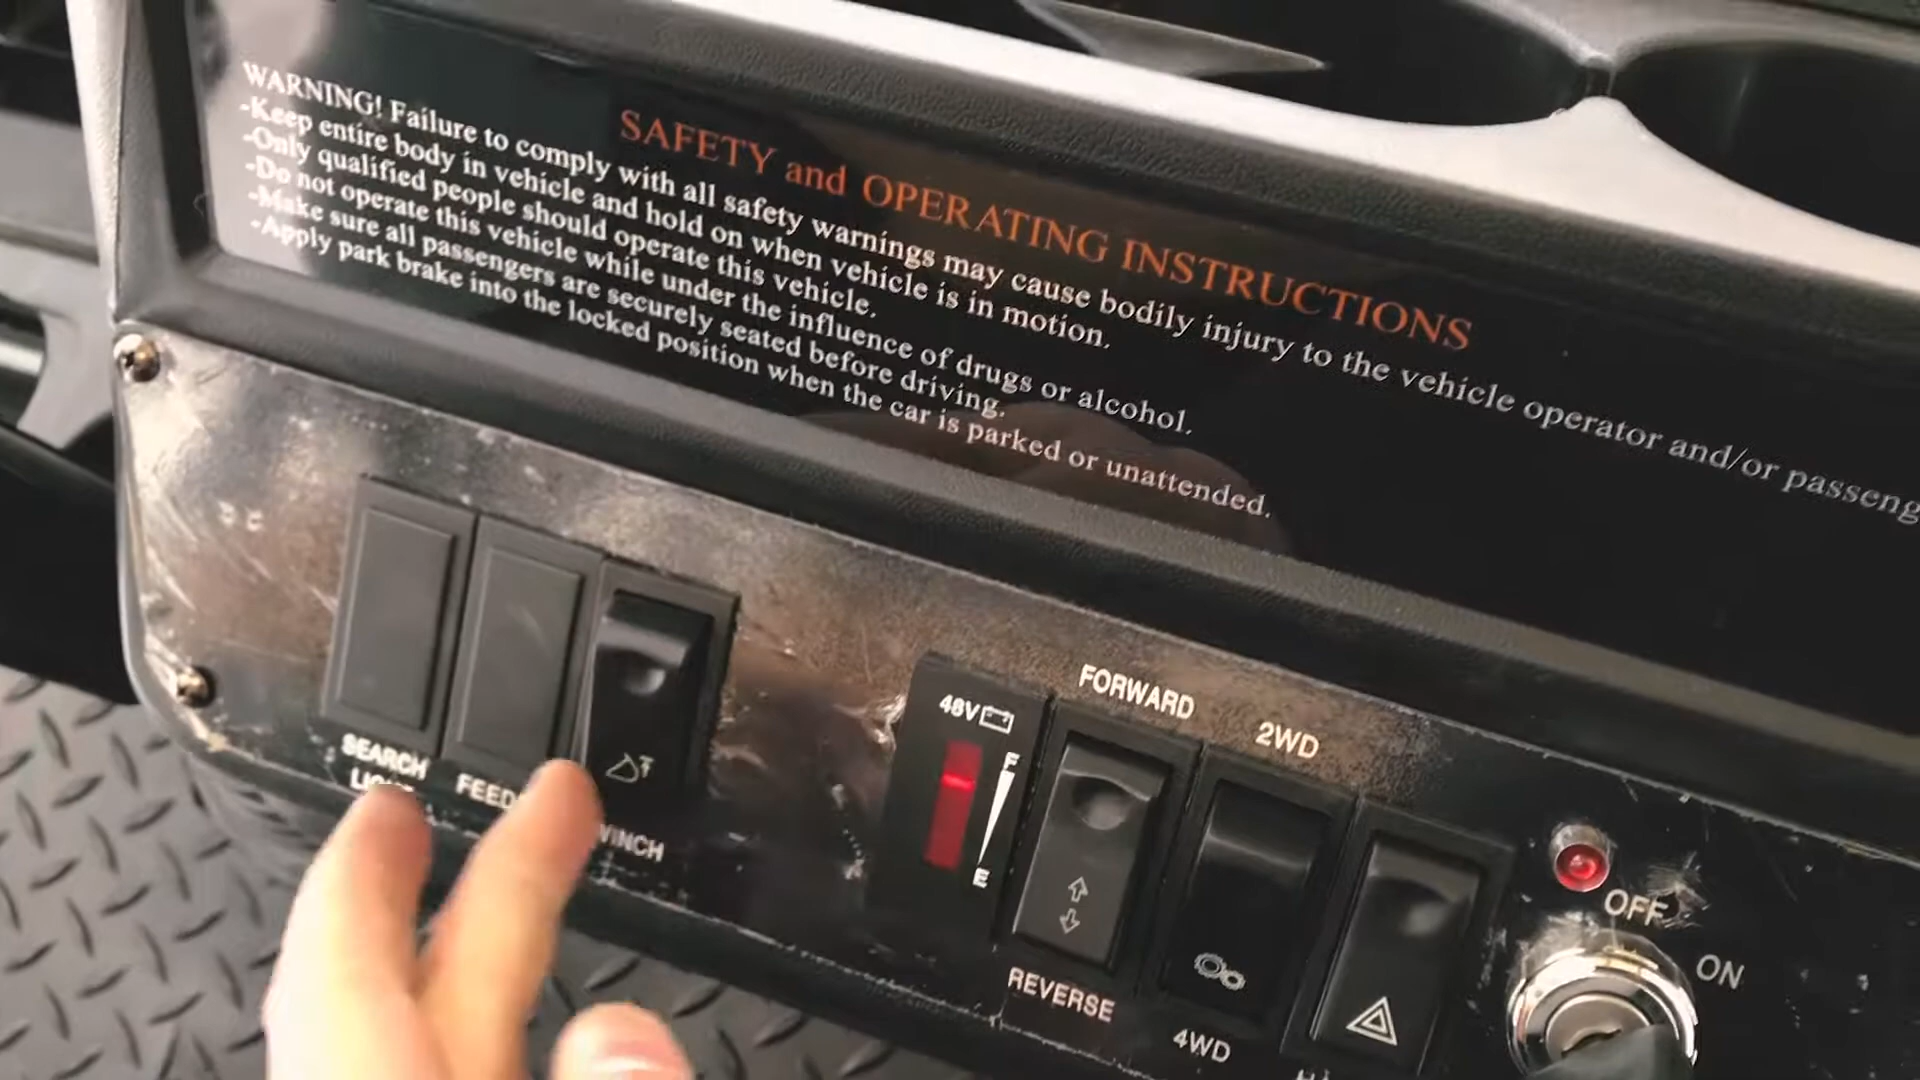 SAFETY and OPERATING INSTRUCTIONS
WARNING! Failure to comply with all safety warnings may cause bodily injury to the vehicle operator and/or passeng
-Keep entire body in vehicle and hold on when vehicle is in motion.
-Only qualified people should operate this vehicle.
-Do not operate this vehicle while under the influence of drugs or alcohol.
-Make sure all passengers are securely seated before driving.
-Apply park brake into the locked position when the car is parked or unattended.
SEARCH
FEED
WINCH
48V
F
E
FORWARD
REVERSE
2WD
4WD
OFF
ON